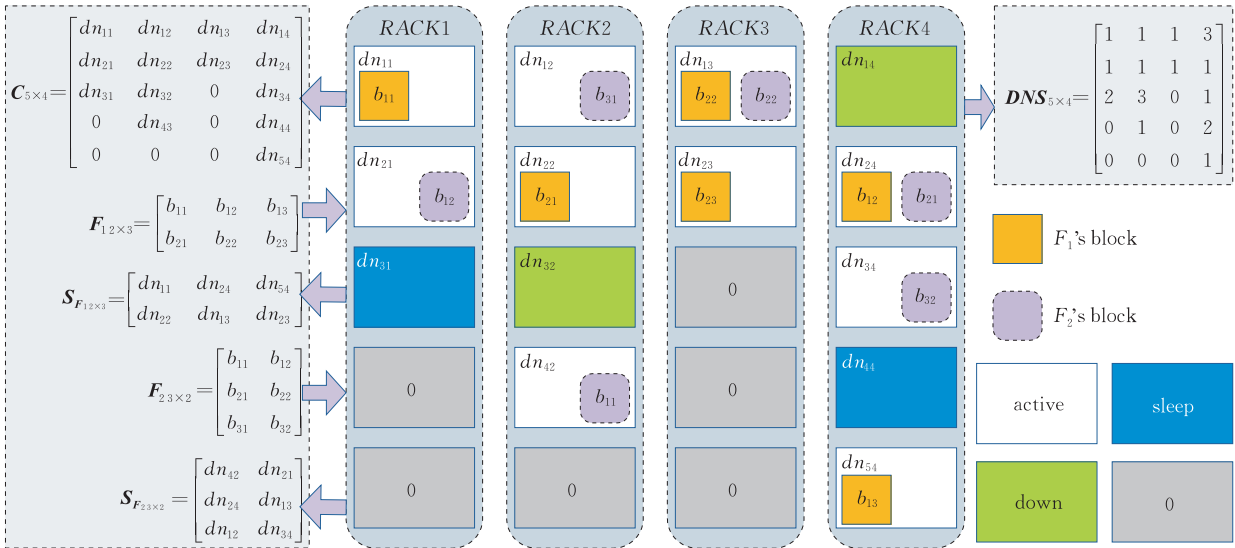 C5×4=
dn11 dn12 dn13 dn14
dn21 dn22 dn23 dn24
dn31 dn32 0 dn34
0 dn43 0 dn44
0 0 0 dn54
F1 2×3=
b11 b12 b13
b21 b22 b23
SF1 2×3=
dn11 dn24 dn54
dn22 dn13 dn23
F2 3×2=
b11 b12
b21 b22
b31 b32
SF2 3×2=
dn42 dn21
dn24 dn13
dn12 dn34
RACK1
dn11
b11
dn21
b12
dn31
0
0
RACK2
dn12
b31
dn22
b21
dn32
dn42
b11
0
RACK3
dn13
b22 b22
dn23
b23
0
0
0
RACK4
dn14
dn24
b12 b21
dn34
b32
dn44
dn54
b13
DNS5×4=
1 1 1 3
1 1 1 1
2 3 0 1
0 1 0 2
0 0 0 1
F1's block
F2's block
active
sleep
down
0